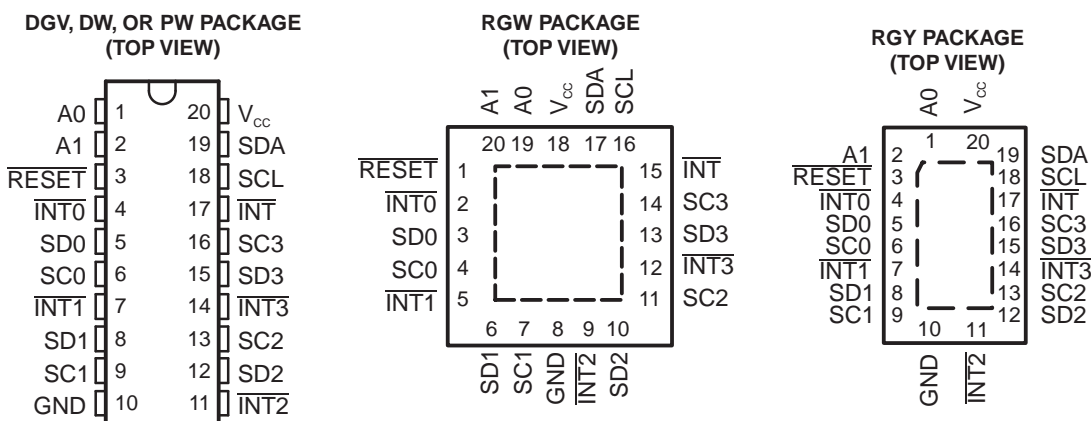 DGV, DW, OR PW PACKAGE
(TOP VIEW)
A0 1 20 VCC
A1 2 19 SDA
RESET 3 18 SCL
INT0 4 17 INT
SD0 5 16 SC3
SC0 6 15 SD3
INT1 7 14 INT3
SD1 8 13 SC2
SC1 9 12 SD2
GND 10 11 INT2
RGW PACKAGE
(TOP VIEW)
A1 A0 VCC SDA SCL
20 19 18 17 16
RESET 1 15 INT
INT0 2 14 SC3
SD0 3 13 SD3
SC0 4 12 INT3
INT1 5 11 SC2
6 7 8 9 10
SD1 SC1 GND INT2 SD2
RGY PACKAGE
(TOP VIEW)
A0 VCC
1 20
A1 2 19 SDA
RESET 3 18 SCL
INT0 4 17 INT
SD0 5 16 SC3
SC0 6 15 SD3
INT1 7 14 INT3
SD1 8 13 SC2
SC1 9 12 SD2
10 11
GND INT2